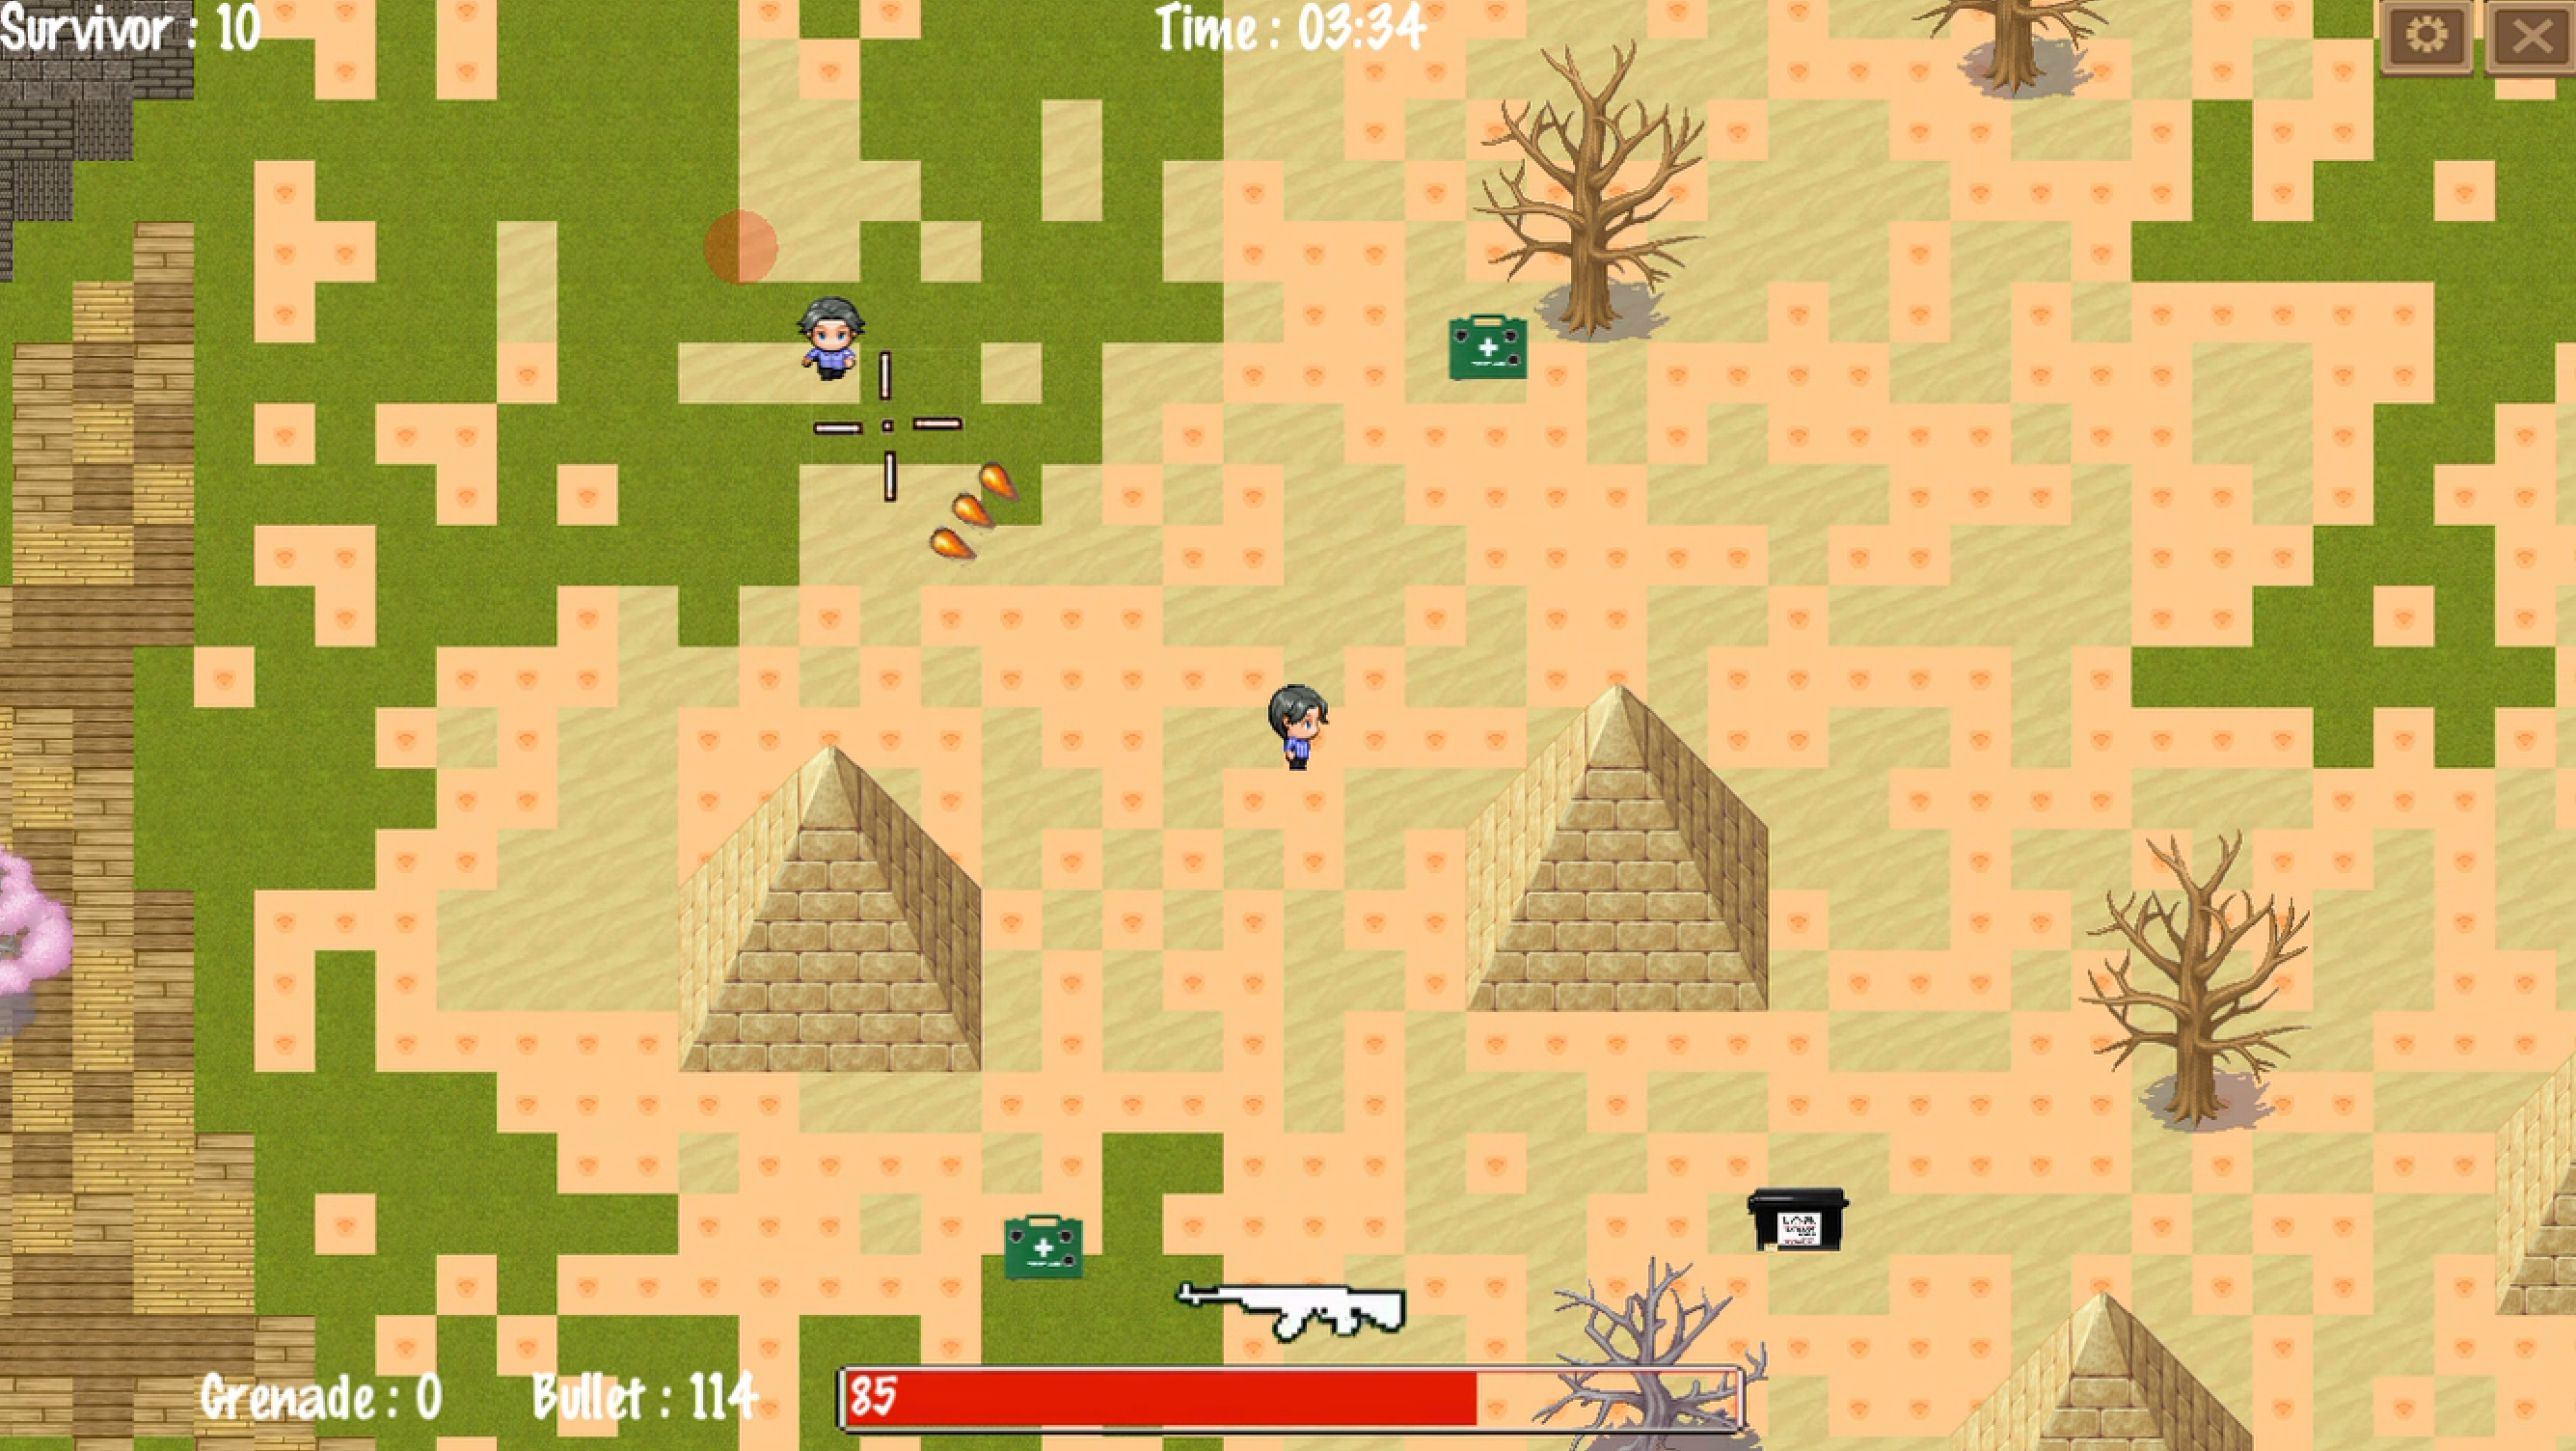 Survivor : 10
Time : 03:34
Grenade : 0
Bullet : 114
85